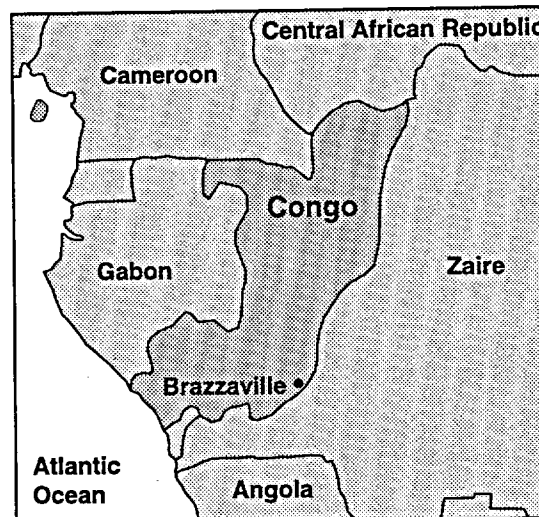 Central African Republic
Cameroon
Congo
Gabon
Zaire
Brazzaville
Atlantic
Ocean
Angola